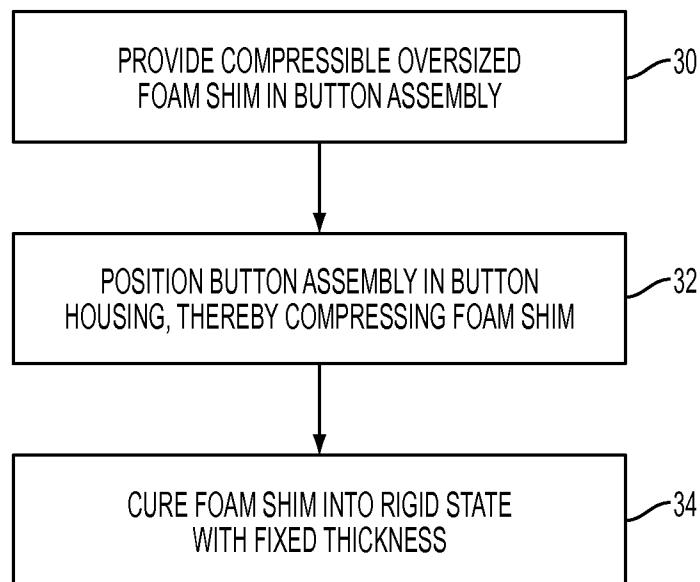 PROVIDE COMPRESSIBLE OVERSIZED
FOAM SHIM IN BUTTON ASSEMBLY
30
POSITION BUTTON ASSEMBLY IN BUTTON
HOUSING, THEREBY COMPRESSING FOAM SHIM
32
CURE FOAM SHIM INTO RIGID STATE
WITH FIXED THICKNESS
34